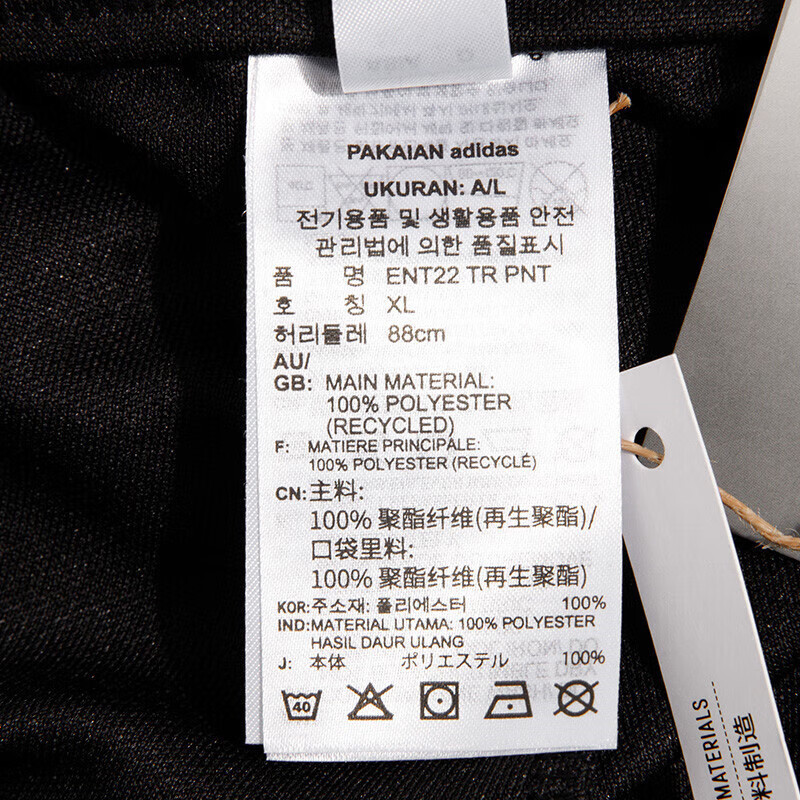 PAKAIAN adidas
UKURAN: A/L
전기용품 및 생활용품 안전
관리법에 의한 품질표시
품 명 ENT22 TR PNT
호 칭 XL
허리둘레 88cm
AU/
GB: MAIN MATERIAL:
100% POLYESTER
(RECYCLED)
F: MATIERE PRINCIPALE:
100% POLYESTER (RECYCLÉ)
CN:主料:
100% 聚酯纤维(再生聚酯)/
口袋里料:
100% 聚酯纤维(再生聚酯)
KOR:주소재: 폴리에스터 100%
IND:MATERIAL UTAMA: 100% POLYESTER
HASIL DAUR ULANG
J: 本体 ポリエステル 100%
40
MATERIALS
料制造